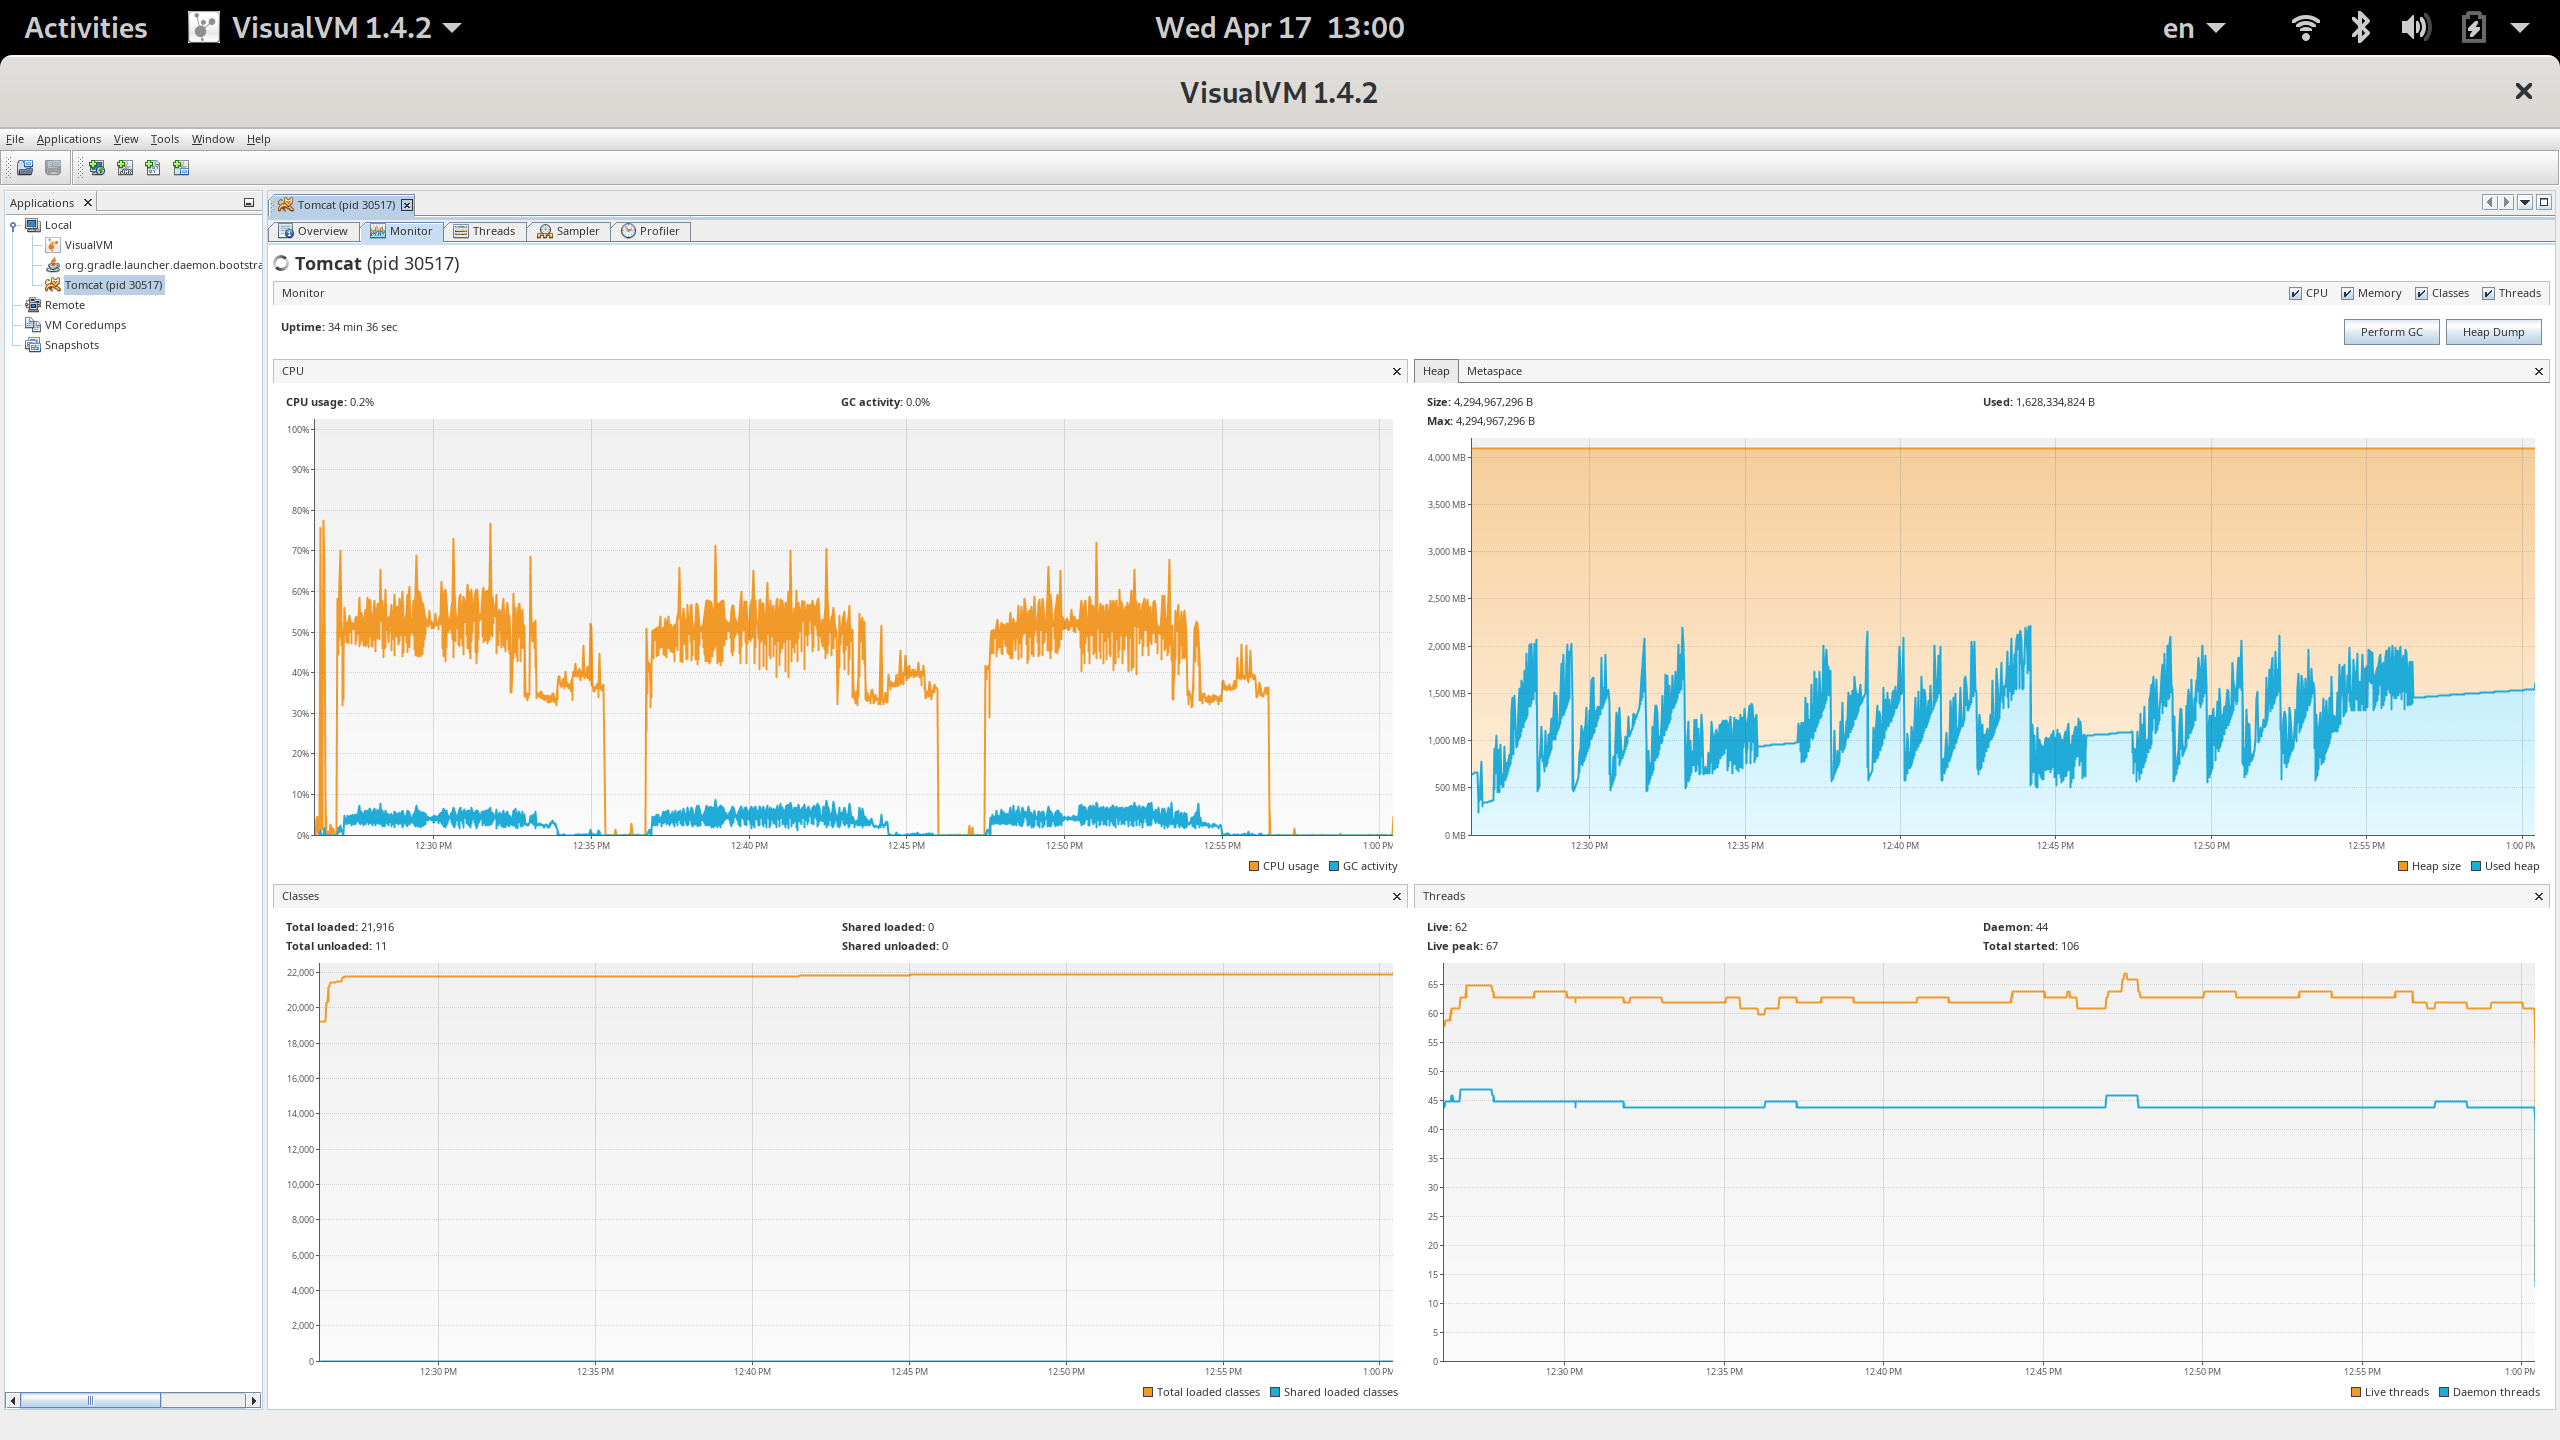 Activities VisualVM 1.4.2 Wed Apr 17 13:00 en
VisualVM 1.4.2
File Applications View Tools Window Help
Applications
Local
VisualVM
org.gradle.launcher.daemon.bootstra
Tomcat (pid 30517)
Remote
VM Coredumps
Snapshots
Tomcat (pid 30517)
Overview Monitor Threads Sampler Profiler
Tomcat (pid 30517)
Monitor CPU Memory Classes Threads
Uptime: 34 min 36 sec Perform GC Heap Dump
CPU
CPU usage: 0.2% GC activity: 0.0%
100%
90%
80%
70%
60%
50%
40%
30%
20%
10%
0%
12:30 PM 12:35 PM 12:40 PM 12:45 PM 12:50 PM 12:55 PM 1:00 PM
CPU usage GC activity
Heap Metaspace
Size: 4,294,967,296 B Used: 1,628,334,824 B
Max: 4,294,967,296 B
4,000 MB
3,500 MB
3,000 MB
2,500 MB
2,000 MB
1,500 MB
1,000 MB
500 MB
0 MB
12:30 PM 12:35 PM 12:40 PM 12:45 PM 12:50 PM 12:55 PM 1:00 PM
Heap size Used heap
Classes
Total loaded: 21,916 Shared loaded: 0
Total unloaded: 11 Shared unloaded: 0
22,000
20,000
18,000
16,000
14,000
12,000
10,000
8,000
6,000
4,000
2,000
0
12:30 PM 12:35 PM 12:40 PM 12:45 PM 12:50 PM 12:55 PM 1:00 PM
Total loaded classes Shared loaded classes
Threads
Live: 62 Daemon: 44
Live peak: 67 Total started: 106
65
60
55
50
45
40
35
30
25
20
15
10
5
0
12:30 PM 12:35 PM 12:40 PM 12:45 PM 12:50 PM 12:55 PM 1:00 PM
Live threads Daemon threads